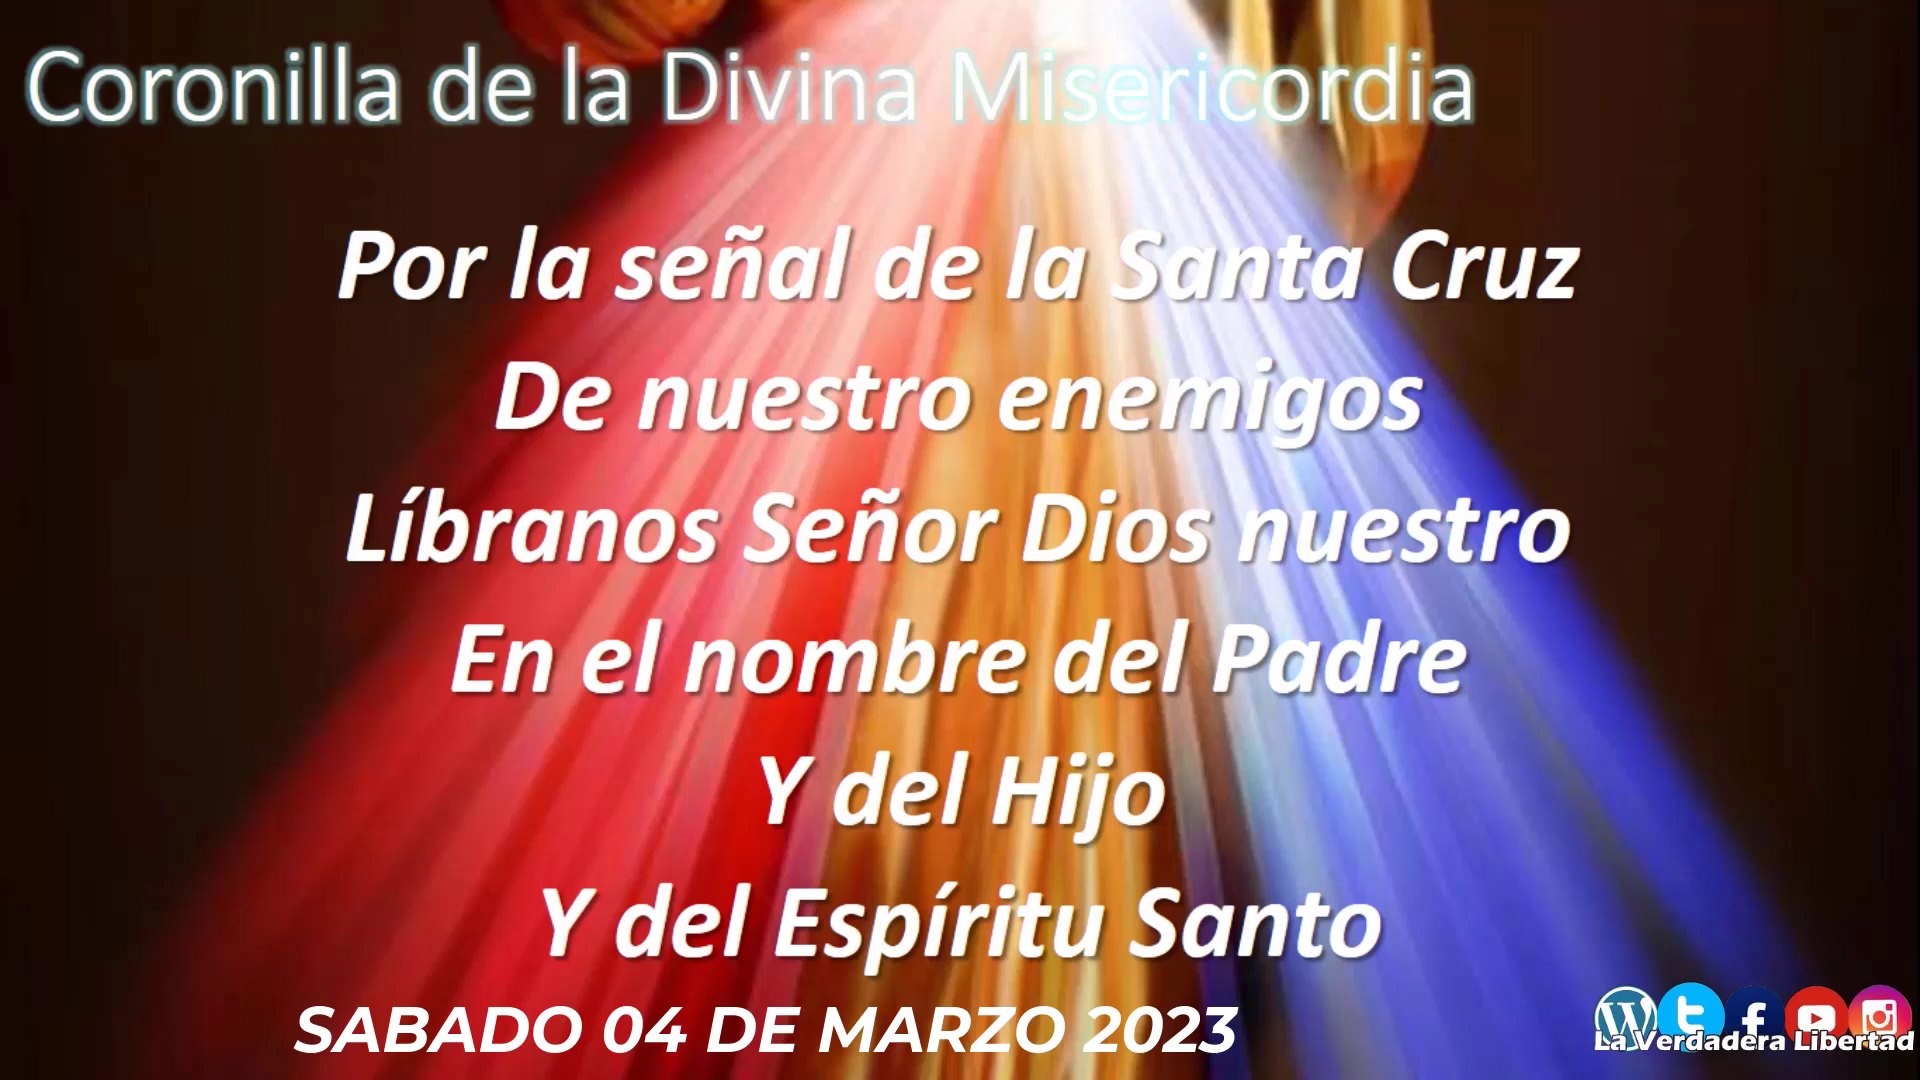 Coronilla de la Divina Misericordia
Por la señal de la Santa Cruz
De nuestro enemigos
Líbranos Señor Dios nuestro
En el nombre del Padre
Y del Hijo
Y del Espíritu Santo
SABADO 04 DE MARZO 2023
La Verdadera Libertad